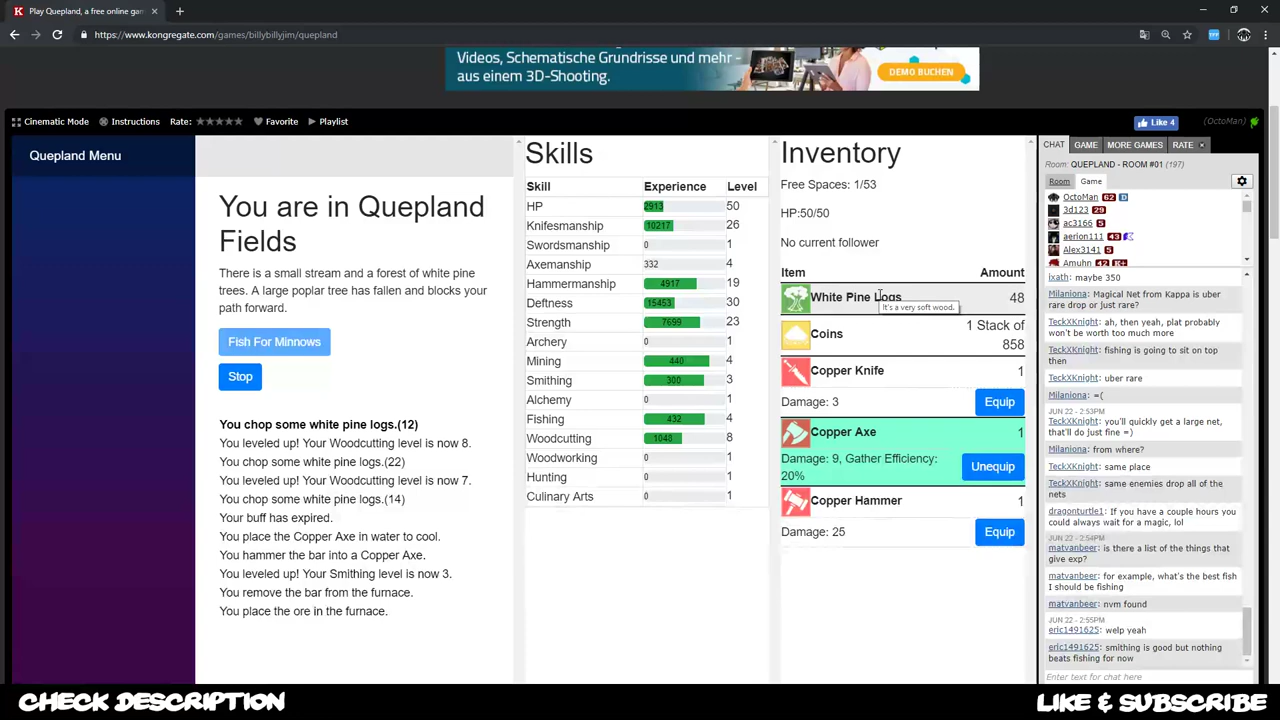 Play Quepland, a free online gam
https://www.kongregate.com/games/billybillyjim/quepland
Videos, Schematische Grundrisse und mehr -
aus einem 3D-Shooting.
DEMO BUCHEN
Cinematic Mode
Instructions
Rate:
Favorite
Playlist
Like 4
(OctoMan)
Quepland Menu
You are in Quepland
Fields
There is a small stream and a forest of white pine
trees. A large poplar tree has fallen and blocks your
path forward.
Fish For Minnows
Stop
You chop some white pine logs.(12)
You leveled up! Your Woodcutting level is now 8.
You chop some white pine logs.(22)
You leveled up! Your Woodcutting level is now 7.
You chop some white pine logs.(14)
Your buff has expired.
You place the Copper Axe in water to cool.
You hammer the bar into a Copper Axe.
You leveled up! Your Smithing level is now 3.
You remove the bar from the furnace.
You place the ore in the furnace.
Skills
Skill Experience Level
HP 2913 50
Knifesmanship 10217 26
Swordsmanship 0 1
Axemanship 332 4
Hammermanship 4917 19
Deftness 15453 30
Strength 7699 23
Archery 0 1
Mining 440 4
Smithing 300 3
Alchemy 0 1
Fishing 432 4
Woodcutting 1048 8
Woodworking 0 1
Hunting 0 1
Culinary Arts 0 1
Inventory
Free Spaces: 1/53
HP:50/50
No current follower
Item Amount
White Pine Logs 48
It's a very soft wood.
Coins 1 Stack of
858
Copper Knife 1
Damage: 3 Equip
Copper Axe 1
Damage: 9, Gather Efficiency:
20% Unequip
Copper Hammer 1
Damage: 25 Equip
CHAT GAME MORE GAMES RATE
Room: QUEPLAND - ROOM #01 (197)
Room Game
OctoMan 62 D
3d123 29
ac3166 5
aerion111 43
Alex3141 5
Amuhn 42 K+
ixath: maybe 350
Milaniona: Magical Net from Kappa is uber
rare drop or just rare?
TeckXKnight: ah, then yeah, plat probably
won't be worth too much more
TeckXKnight: fishing is going to sit on top
then
TeckXKnight: uber rare
Milaniona: =(
JUN 22 - 2:53PM
TeckXKnight: you'll quickly get a large net,
that'll do just fine =)
Milaniona: from where?
TeckXKnight: same place
TeckXKnight: same enemies drop all of the
nets
dragonturtle1: If you have a couple hours you
could always wait for a magic, lol
JUN 22 - 2:54PM
matvanbeer: is there a list of the things that
give exp?
matvanbeer: for example, what's the best fish
I should be fishing
matvanbeer: nvm found
JUN 22 - 2:55PM
eric1491625: welp yeah
eric1491625: smithing is good but nothing
beats fishing for now
Enter text for chat here
CHECK DESCRIPTION
LIKE & SUBSCRIBE